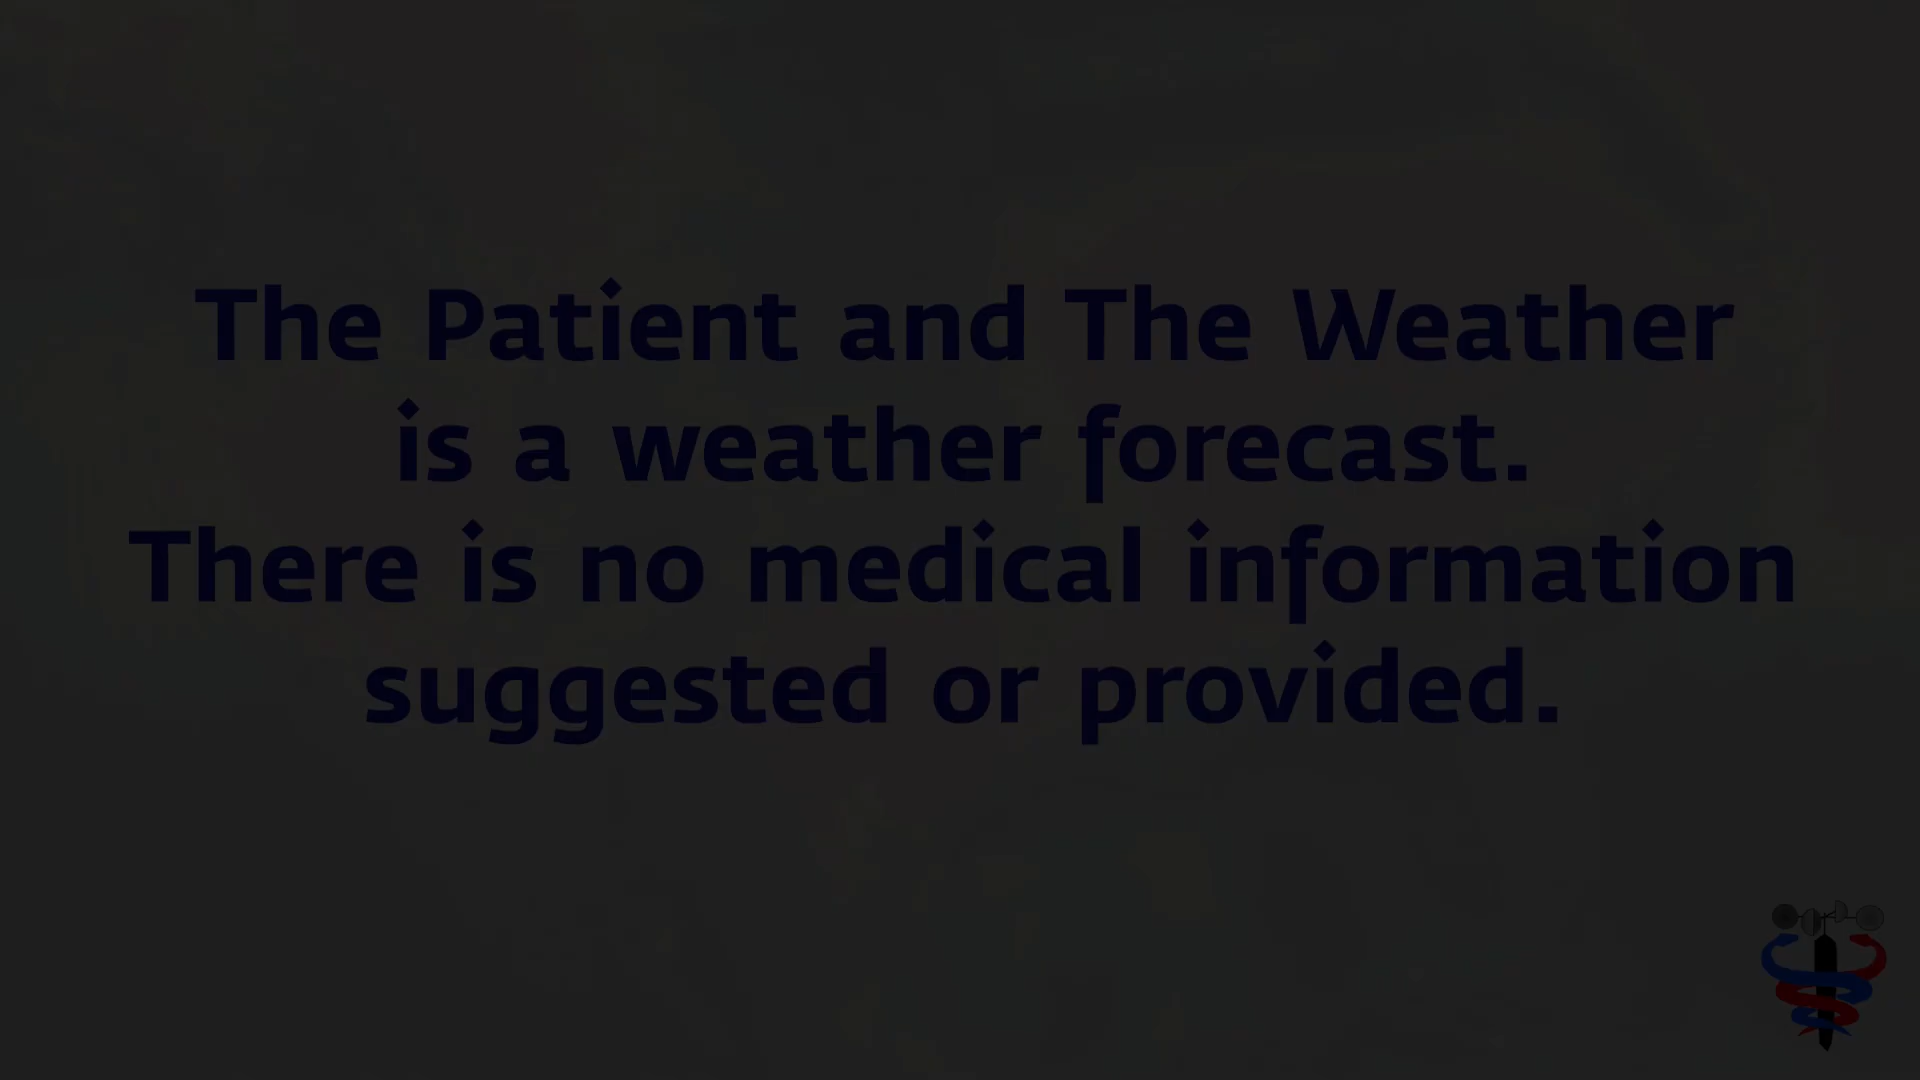 The Patient and The Weather
is a weather forecast.
There is no medical information
suggested or provided.